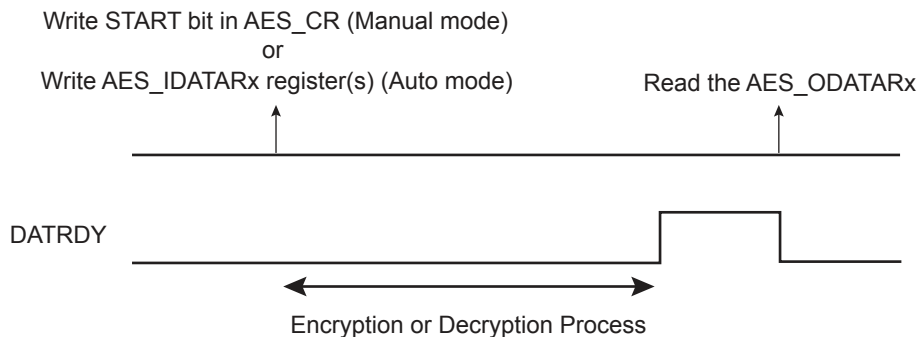 Write START bit in AES_CR (Manual mode)
or
Write AES_IDATARx register(s) (Auto mode)
Read the AES_ODATARx
DATRDY
Encryption or Decryption Process